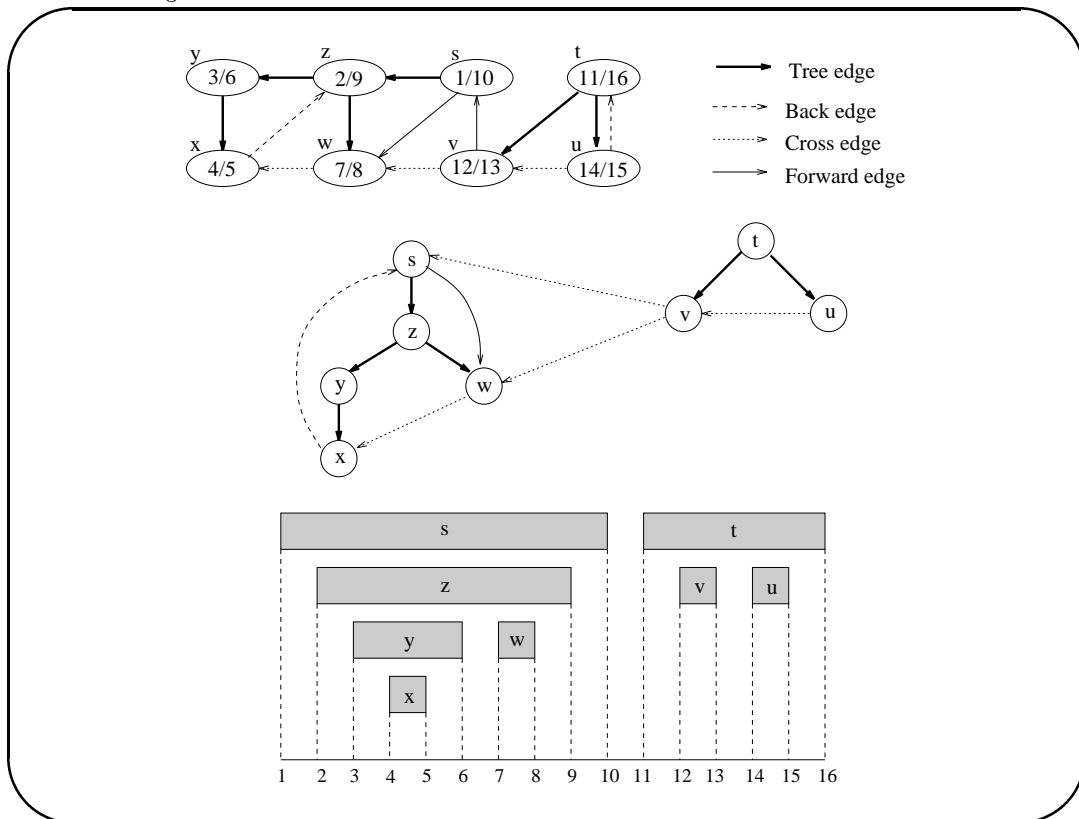 y z s t
3/6 2/9 1/10 11/16
Tree edge
Back edge
Cross edge
Forward edge
x w v u
4/5 7/8 12/13 14/15
s
t
z
v
u
y
w
x
s t
z v u
y w
x
1 2 3 4 5 6 7 8 9 10 11 12 13 14 15 16